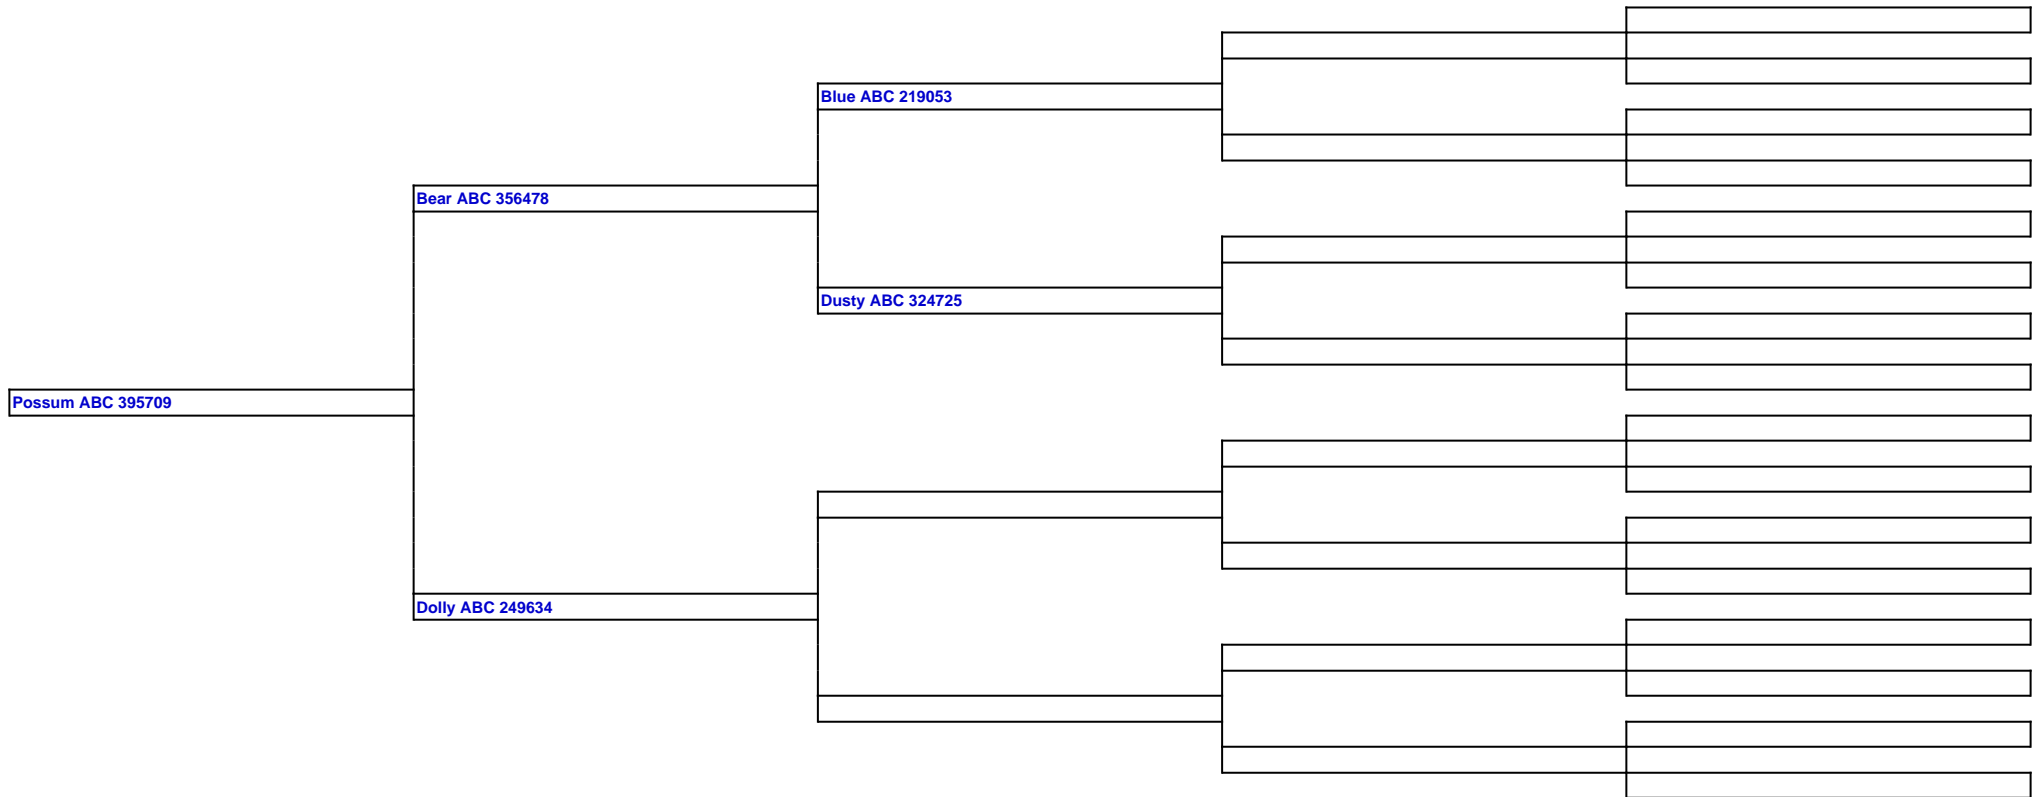 Blue ABC 219053
Bear ABC 356478
Dusty ABC 324725
Possum ABC 395709
Dolly ABC 249634